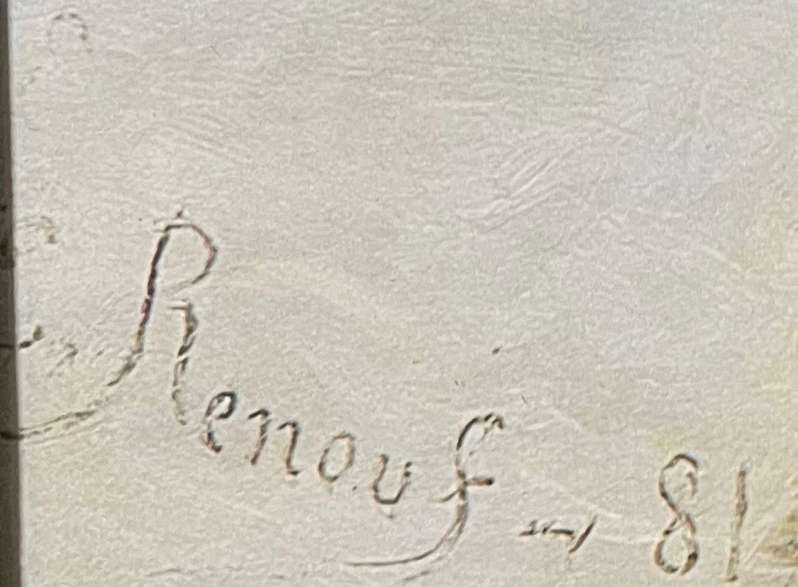 Renouf - 81